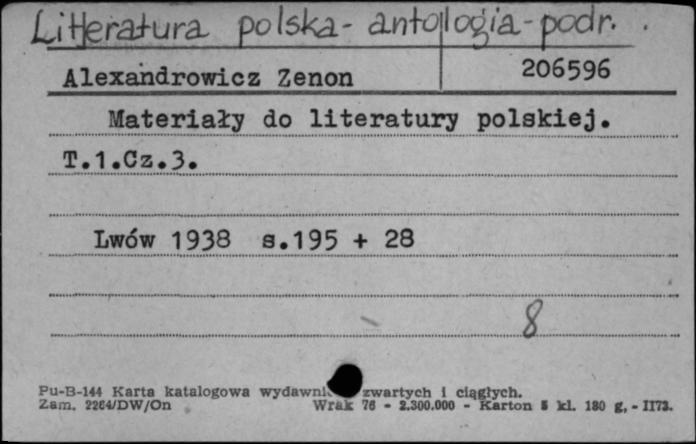 Literatura polska - antologia - podr.
Alexandrowicz Zenon 206596
Materiały do literatury polskiej.
T.1.Cz.3.
Lwów 1938 s.195 + 28
8
Pu-B-144 Karta katalogowa zwartych i ciągłych.
Zam. 2264/DW/On Wrak 76 - 2.300.000 - Karton 5 kl. 180 g, - II73.